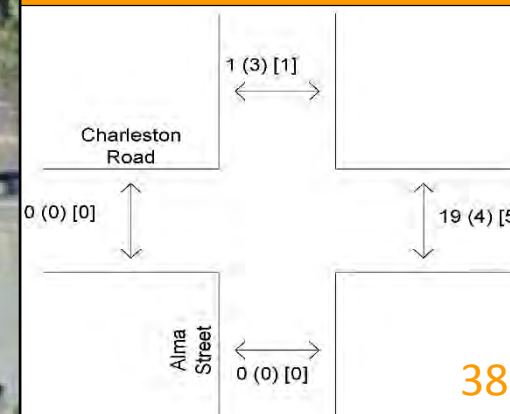 1 (3) [1]
Charleston
Road
0 (0) [0]
19 (4) [5
Alma
Street
0 (0) [0]
38